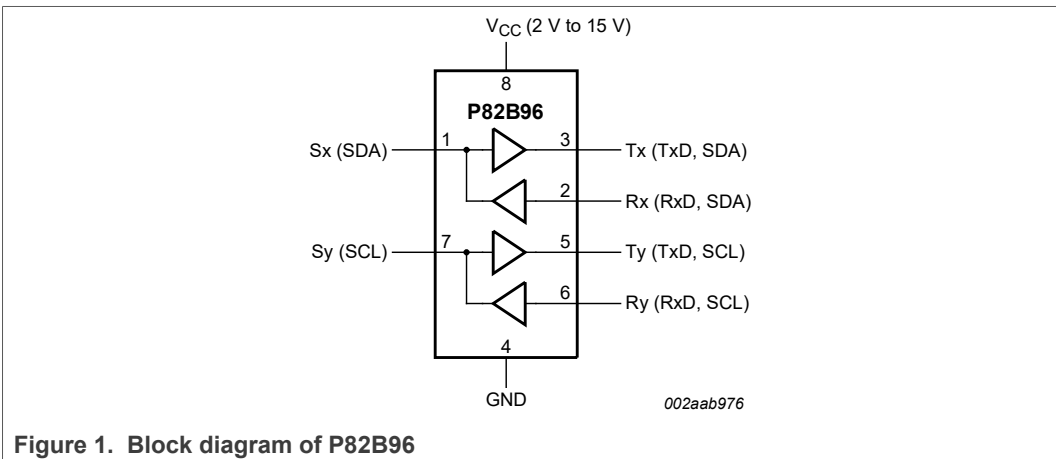 VCC (2 V to 15 V)
8
P82B96
Sx (SDA)
1
3
Tx (TxD, SDA)
2
Rx (RxD, SDA)
Sy (SCL)
7
5
Ty (TxD, SCL)
6
Ry (RxD, SCL)
4
GND
002aab976
Figure 1. Block diagram of P82B96